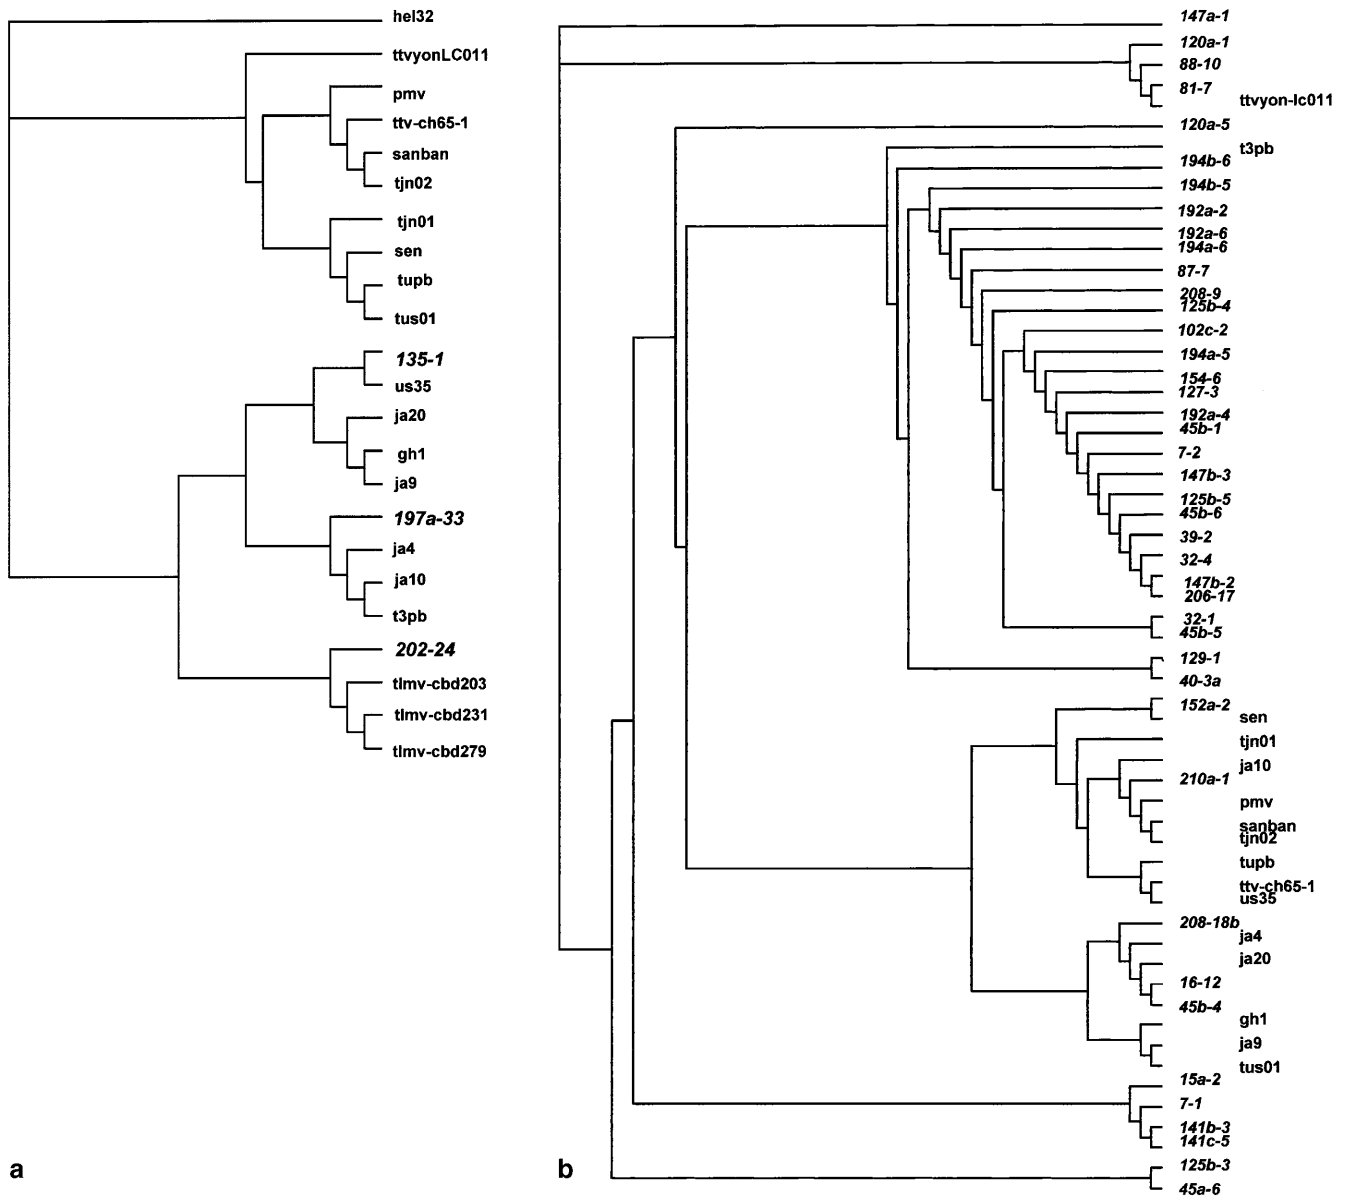 hel32
ttvyonLC011
pmv
ttv-ch65-1
sanban
tjn02
tjn01
sen
tupb
tus01
135-1
us35
ja20
gh1
ja9
197a-33
ja4
ja10
t3pb
202-24
tlmv-cbd203
tlmv-cbd231
tlmv-cbd279
a
147a-1
120a-1
88-10
81-7
ttvyon-lc011
120a-5
t3pb
194b-6
194b-5
192a-2
192a-6
194a-6
87-7
208-9
125b-4
102c-2
194a-5
154-6
127-3
192a-4
45b-1
7-2
147b-3
125b-5
45b-6
39-2
32-4
147b-2
206-17
32-1
45b-5
129-1
40-3a
152a-2
sen
tjn01
ja10
210a-1
pmv
sanban
tjn02
tupb
ttv-ch65-1
us35
208-18b
ja4
ja20
16-12
45b-4
gh1
ja9
tus01
15a-2
7-1
141b-3
141c-5
125b-3
45a-6
b